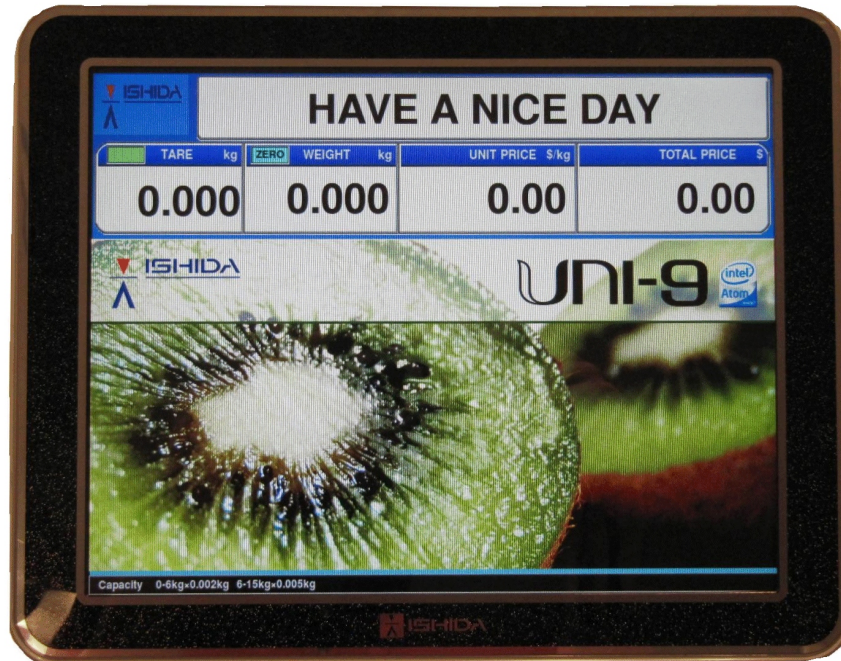 ISHIDA
HAVE A NICE DAY
TARE kg
ZERO WEIGHT kg
UNIT PRICE $/kg
TOTAL PRICE $
0.000
0.000
0.00
0.00
ISHIDA
UNI-9
intel
Atom
Capacity 0-6kg×0.002kg 6-15kg×0.005kg
ISHIDA